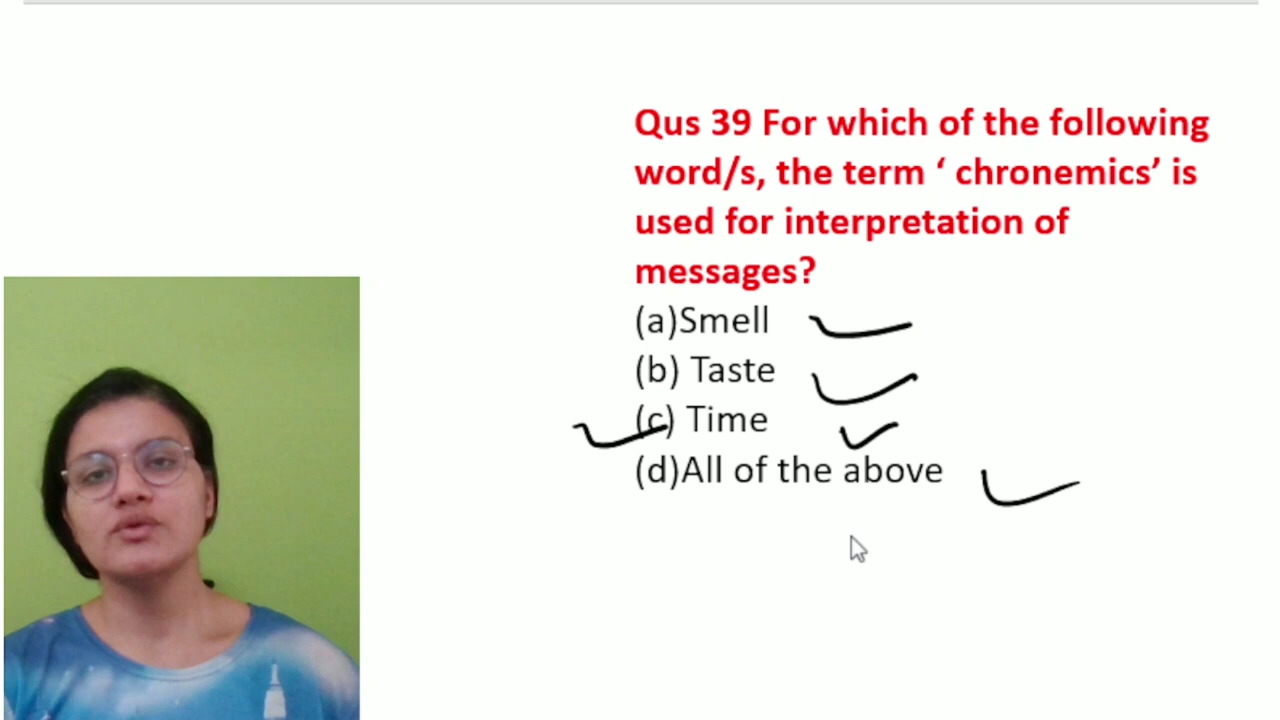 Qus 39 For which of the following
word/s, the term ‘ chronemics’ is
used for interpretation of
messages?
(a)Smell
(b) Taste
(c) Time
(d)All of the above